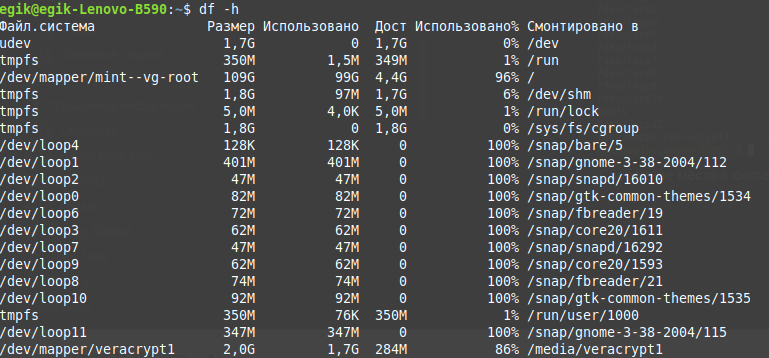 egik@egik-Lenovo-B590:~$ df -h
Файл.система Размер Использовано Дост Использовано% Смонтировано в
udev 1,7G 0 1,7G 0% /dev
tmpfs 350M 1,5M 349M 1% /run
/dev/mapper/mint--vg-root 109G 99G 4,4G 96% /
tmpfs 1,8G 97M 1,7G 6% /dev/shm
tmpfs 5,0M 4,0K 5,0M 1% /run/lock
tmpfs 1,8G 0 1,8G 0% /sys/fs/cgroup
/dev/loop4 128K 128K 0 100% /snap/bare/5
/dev/loop1 401M 401M 0 100% /snap/gnome-3-38-2004/112
/dev/loop2 47M 47M 0 100% /snap/snapd/16010
/dev/loop0 82M 82M 0 100% /snap/gtk-common-themes/1534
/dev/loop6 72M 72M 0 100% /snap/fbreader/19
/dev/loop3 62M 62M 0 100% /snap/core20/1611
/dev/loop7 47M 47M 0 100% /snap/snapd/16292
/dev/loop9 62M 62M 0 100% /snap/core20/1593
/dev/loop8 74M 74M 0 100% /snap/fbreader/21
/dev/loop10 92M 92M 0 100% /snap/gtk-common-themes/1535
tmpfs 350M 76K 350M 1% /run/user/1000
/dev/loop11 347M 347M 0 100% /snap/gnome-3-38-2004/115
/dev/mapper/veracrypt1 2,0G 1,7G 284M 86% /media/veracrypt1